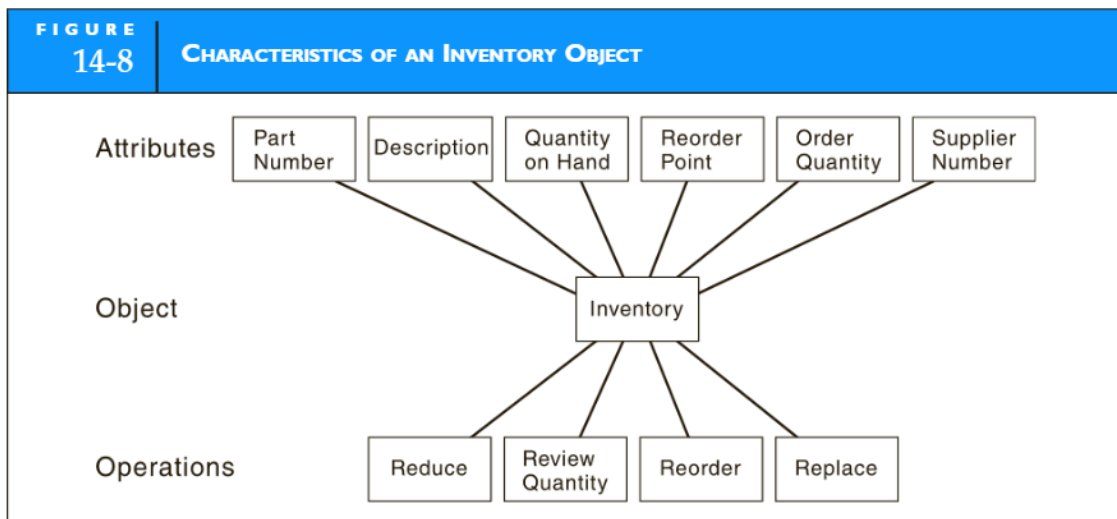 FIGURE
14-8
CHARACTERISTICS OF AN INVENTORY OBJECT
Attributes
Part
Number
Description
Quantity
on Hand
Reorder
Point
Order
Quantity
Supplier
Number
Object
Inventory
Operations
Reduce
Review
Quantity
Reorder
Replace